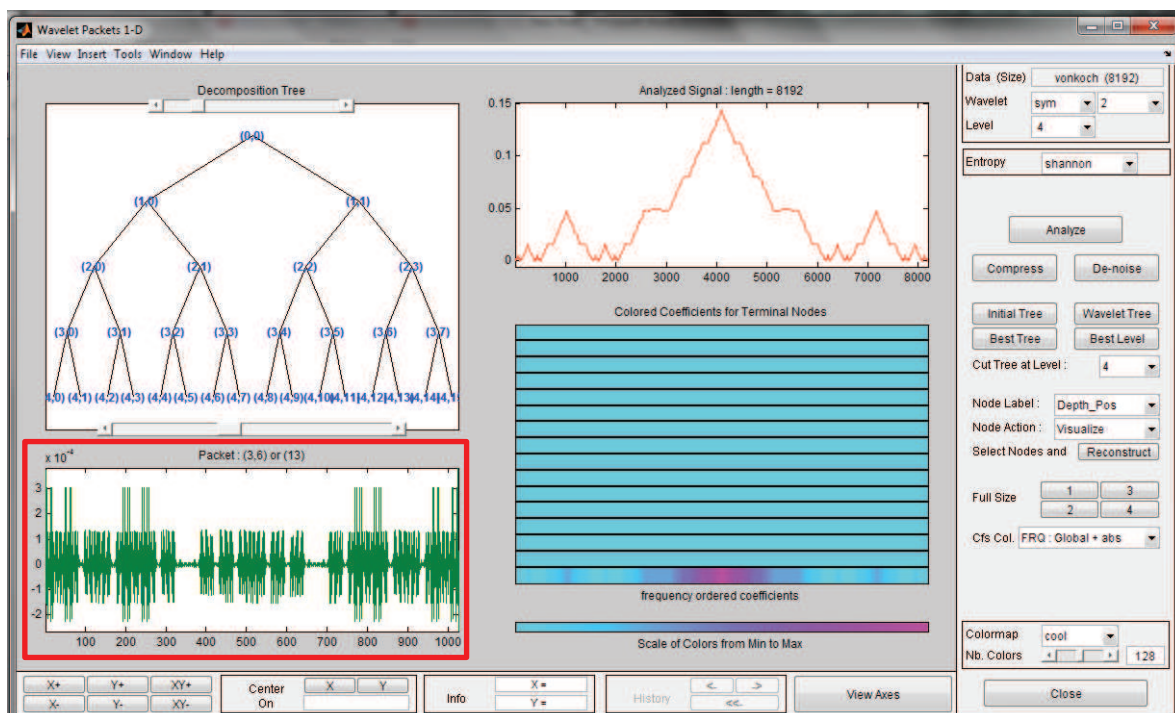 Wavelet Packets 1-D
File View Insert Tools Window Help
Decomposition Tree
(0,0)
(1,0) (1,1)
(2,0) (2,1) (2,2) (2,3)
(3,0) (3,1) (3,2) (3,3) (3,4) (3,5) (3,6) (3,7)
4,0) (4,1) (4,2) (4,3) (4,4) (4,5) (4,6) (4,7) (4,8) (4,9) (4,10) (4,11) (4,12) (4,13) (4,14) (4,1
Packet : (3,6) or (13)
3
2
1
0
-1
-2
100 200 300 400 500 600 700 800 900 1000
Analyzed Signal : length = 8192
0.15
0.1
0.05
0
1000 2000 3000 4000 5000 6000 7000 8000
Colored Coefficients for Terminal Nodes
frequency ordered coefficients
Scale of Colors from Min to Max
Data (Size) vonkoch (8192)
Wavelet sym 2
Level 4
Entropy shannon
Analyze
Compress De-noise
Initial Tree Wavelet Tree
Best Tree Best Level
Cut Tree at Level : 4
Node Label : Depth_Pos
Node Action : Visualize
Select Nodes and Reconstruct
Full Size 1 3
2 4
Cfs Col. FRQ : Global + abs
Colormap cool
Nb. Colors 128
X+ Y+ XY+
X- Y- XY-
Center On X Y
Info X =
Y =
History <- ->
<<-
View Axes
Close